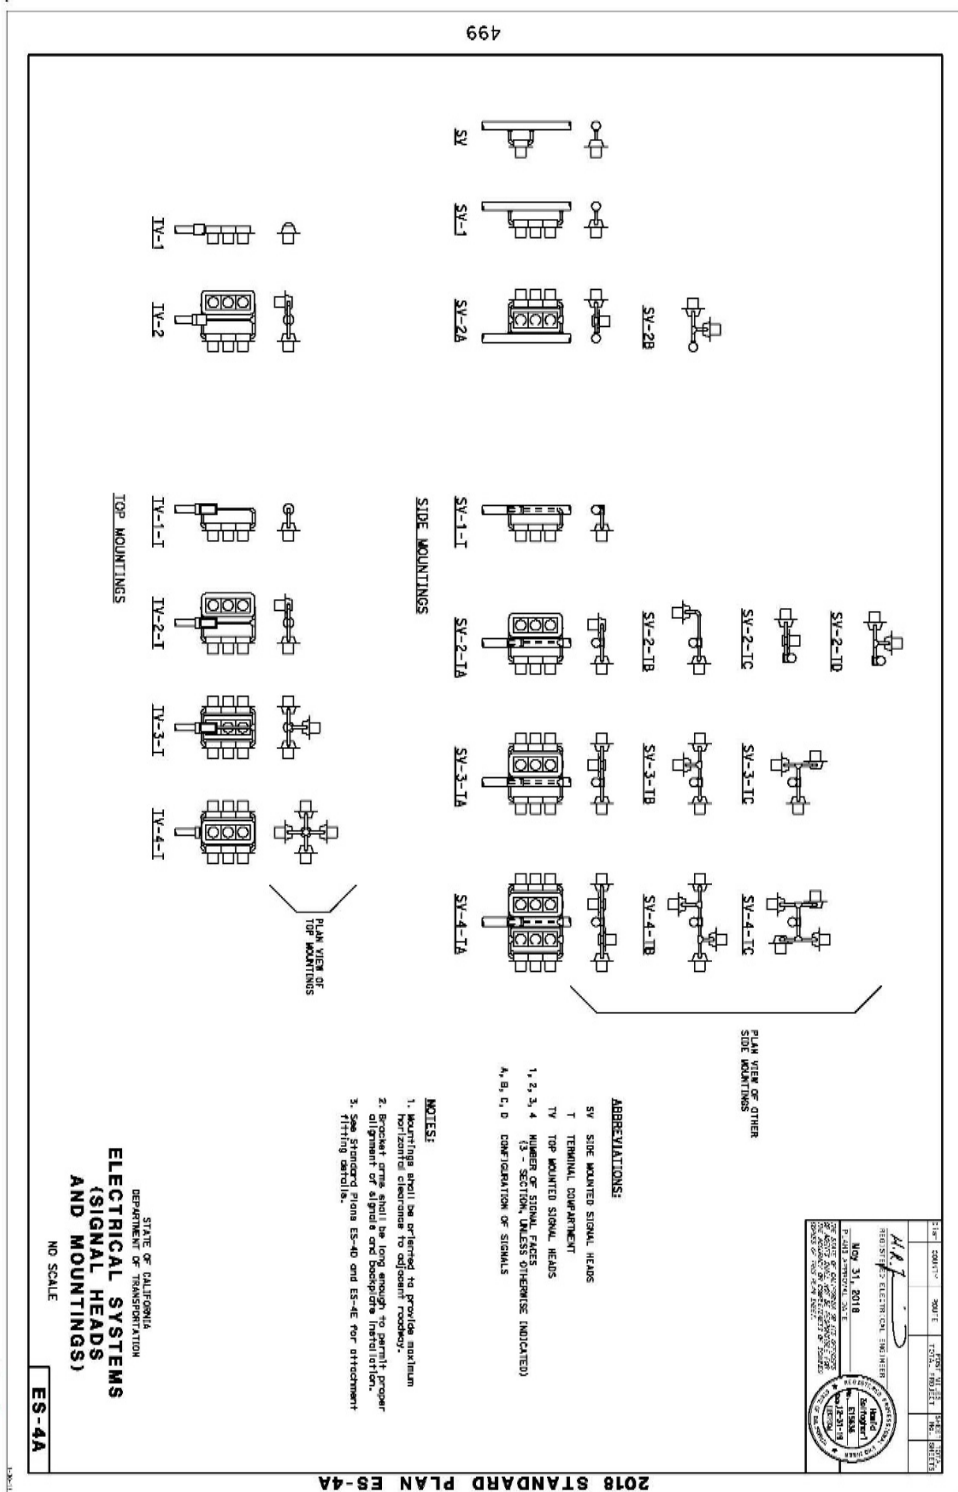 499
SV
SV-1
SV-2A
SV-2B
SV-1-T
SV-2-TA
SV-2-TB
SV-2-TC
SV-2-TD
SV-3-TA
SV-3-TB
SV-3-TC
SV-4-TA
SV-4-TB
SV-4-TC
SIDE MOUNTINGS
PLAN VIEW OF OTHER
SIDE MOUNTINGS
TV-1
TV-2
TV-1-T
TV-2-T
TV-3-T
TV-4-T
TOP MOUNTINGS
PLAN VIEW OF
TOP MOUNTINGS
ABBREVIATIONS:
SV SIDE MOUNTED SIGNAL HEADS
T TERMINAL COMPARTMENT
TV TOP MOUNTED SIGNAL HEADS
1, 2, 3, 4 NUMBER OF SIGNAL FACES
(3 - SECTION, UNLESS OTHERWISE INDICATED)
A, B, C, D CONFIGURATION OF SIGNALS
NOTES:
1. Mountings shall be oriented to provide maximum
horizontal clearance to adjacent roadway.
2. Bracket arms shall be long enough to permit proper
alignment of signals and backplate installation.
3. See Standard Plans ES-4D and ES-4E for attachment
fitting details.
COUNTY ROUTE
REGISTERED ELECTRICAL ENGINEER
May 31, 2018
PLANS APPROVAL DATE
REGISTERED PROFESSIONAL ENGINEER
STATE OF CALIFORNIA
DEPARTMENT OF TRANSPORTATION
ELECTRICAL SYSTEMS
(SIGNAL HEADS
AND MOUNTINGS)
NO SCALE
ES-4A
2018 STANDARD PLAN ES-4A